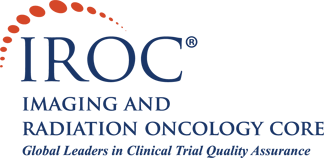 IROC®
IMAGING AND
RADIATION ONCOLOGY CORE
Global Leaders in Clinical Trial Quality Assurance